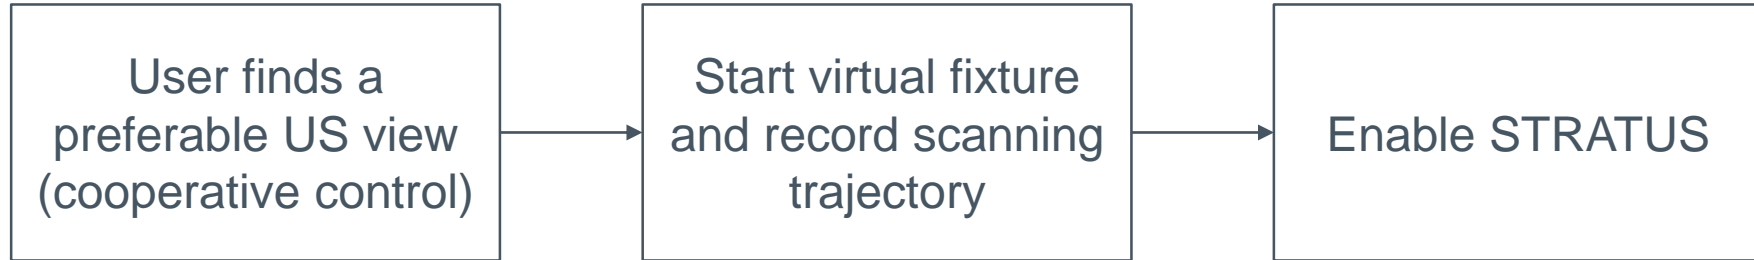 User finds a
preferable US view
(cooperative control)
Start virtual fixture
and record scanning
trajectory
Enable STRATUS